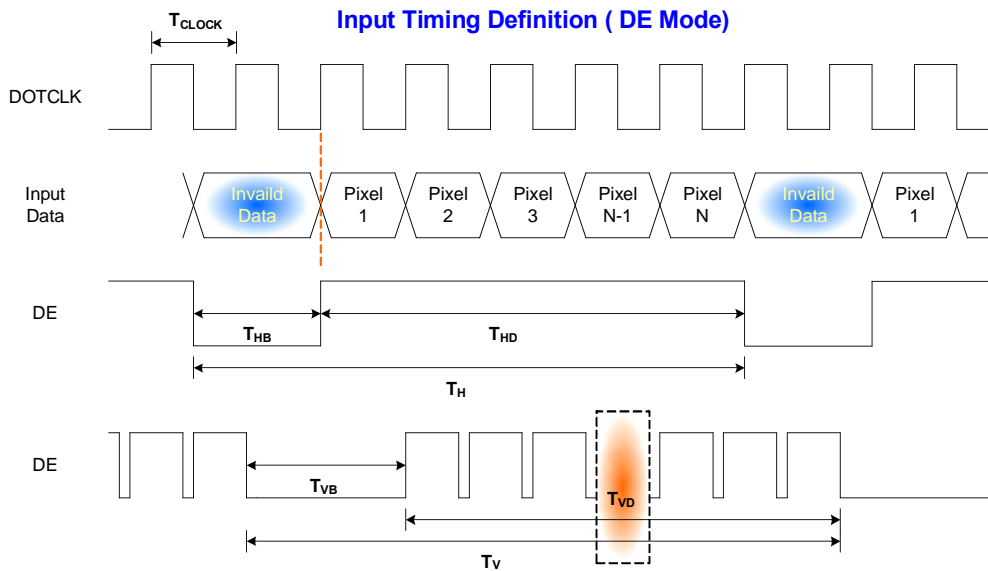 Input Timing Definition ( DE Mode)
TCLOCK
DOTCLK
Input
Data
Invaild
Data
Pixel
1
Pixel
2
Pixel
3
Pixel
N-1
Pixel
N
Invaild
Data
Pixel
1
DE
THB
THD
TH
DE
TVB
TVD
TV